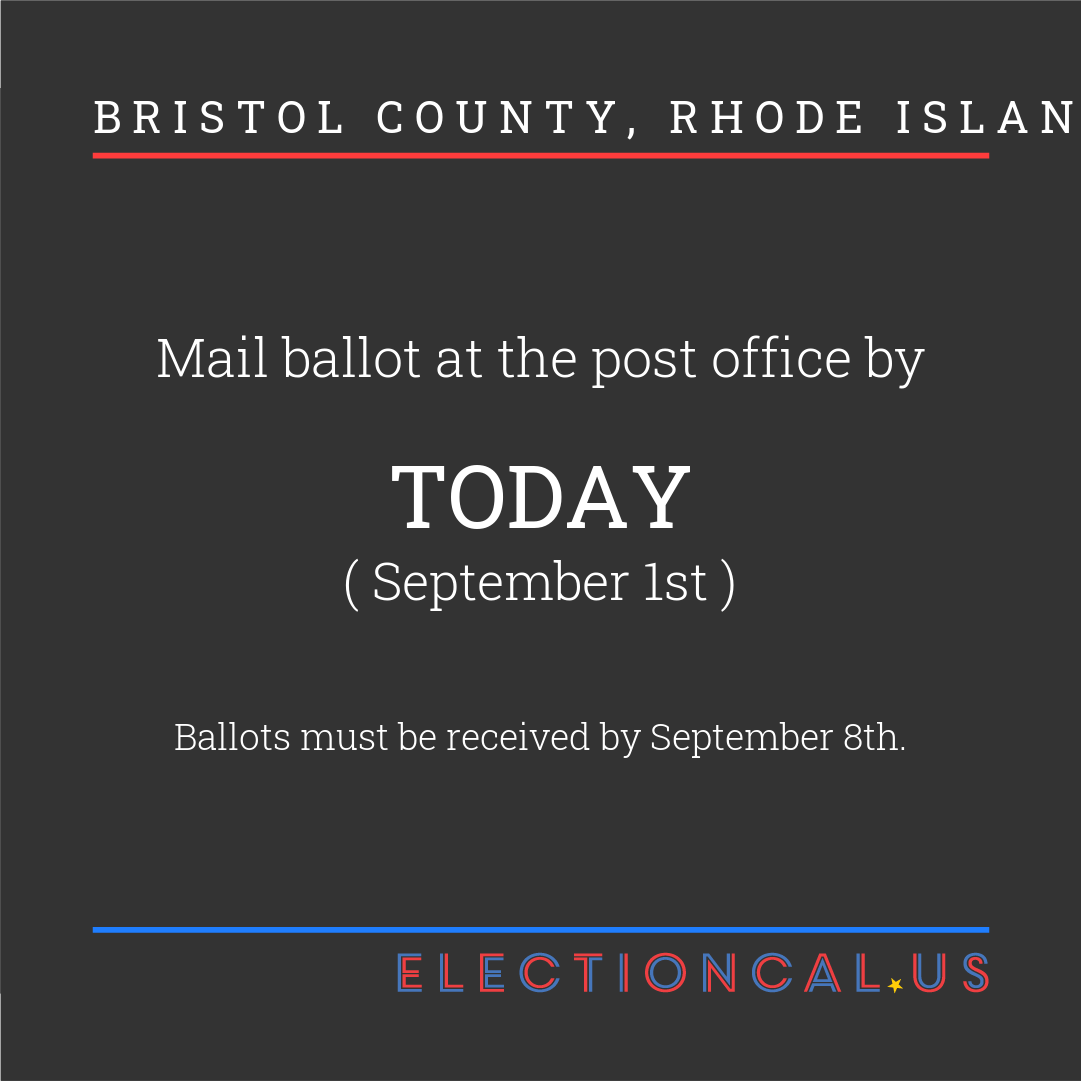 BRISTOL COUNTY, RHODE ISLAN
Mail ballot at the post office by
TODAY
( September 1st )
Ballots must be received by September 8th.
ELECTIONCAL.US